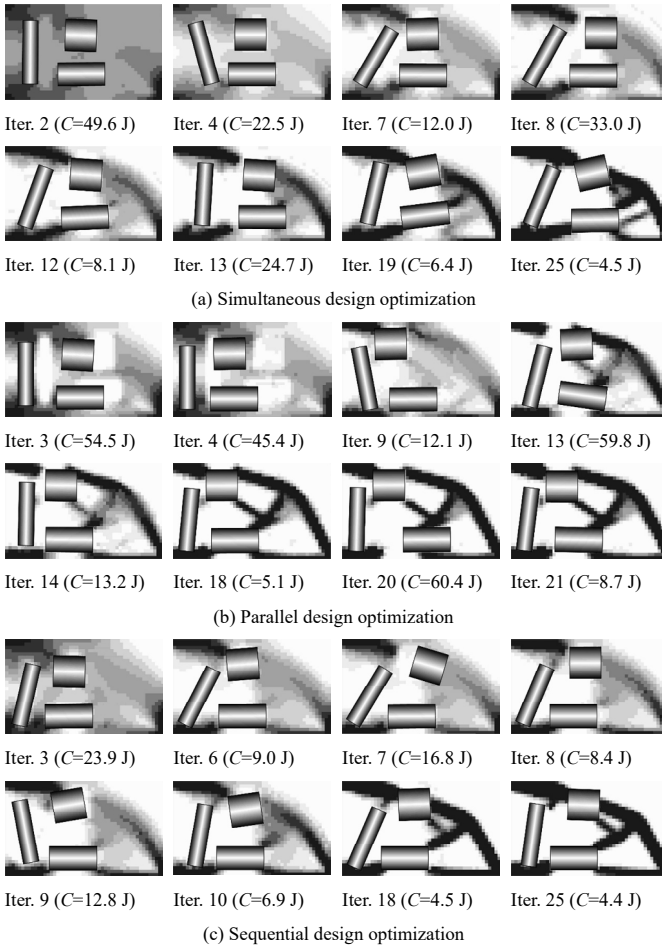 Iter. 2 (C=49.6 J) Iter. 4 (C=22.5 J) Iter. 7 (C=12.0 J) Iter. 8 (C=33.0 J)
Iter. 12 (C=8.1 J) Iter. 13 (C=24.7 J) Iter. 19 (C=6.4 J) Iter. 25 (C=4.5 J)
(a) Simultaneous design optimization
Iter. 3 (C=54.5 J) Iter. 4 (C=45.4 J) Iter. 9 (C=12.1 J) Iter. 13 (C=59.8 J)
Iter. 14 (C=13.2 J) Iter. 18 (C=5.1 J) Iter. 20 (C=60.4 J) Iter. 21 (C=8.7 J)
(b) Parallel design optimization
Iter. 3 (C=23.9 J) Iter. 6 (C=9.0 J) Iter. 7 (C=16.8 J) Iter. 8 (C=8.4 J)
Iter. 9 (C=12.8 J) Iter. 10 (C=6.9 J) Iter. 18 (C=4.5 J) Iter. 25 (C=4.4 J)
(c) Sequential design optimization